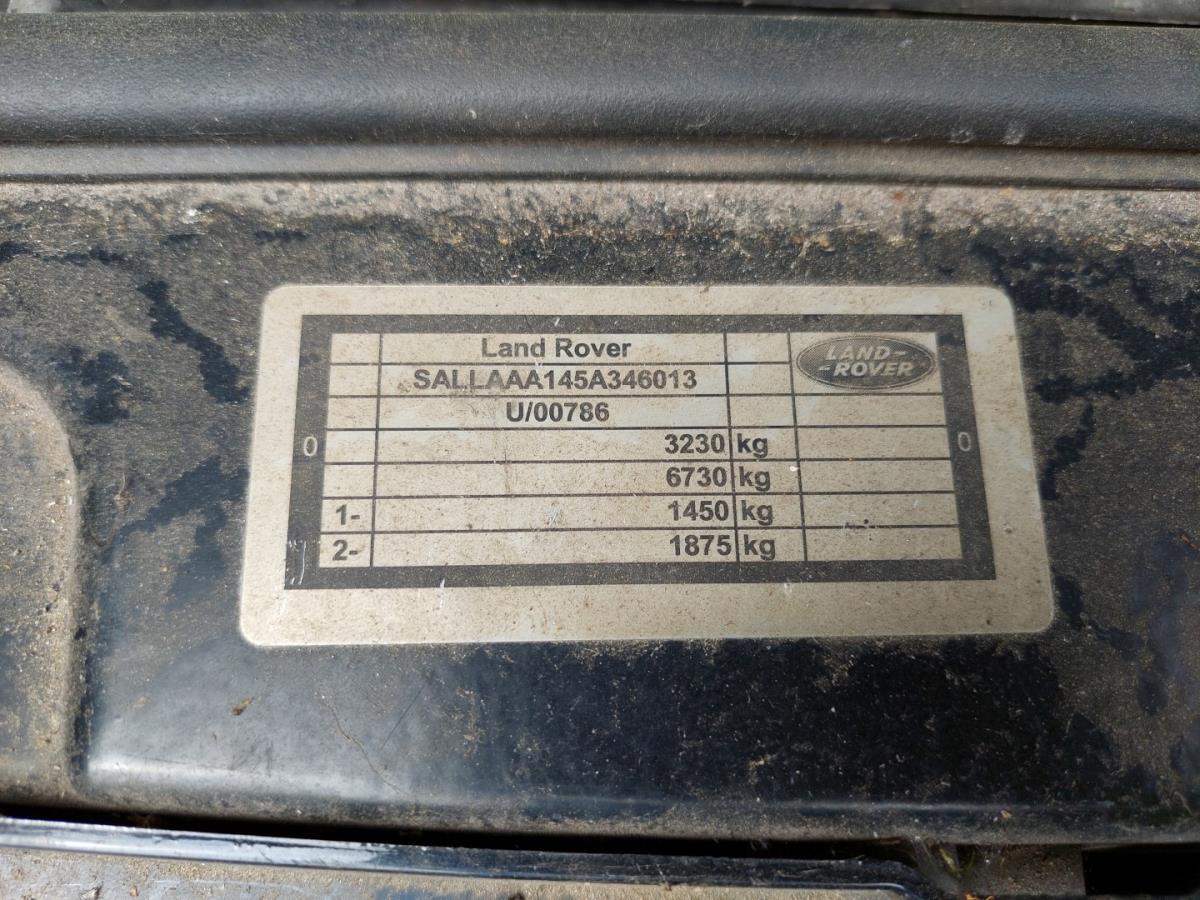 Land Rover
LAND-
-ROVER
SALLAAA145A346013
U/00786
0 3230 kg 0
6730 kg
1- 1450 kg
2- 1875 kg